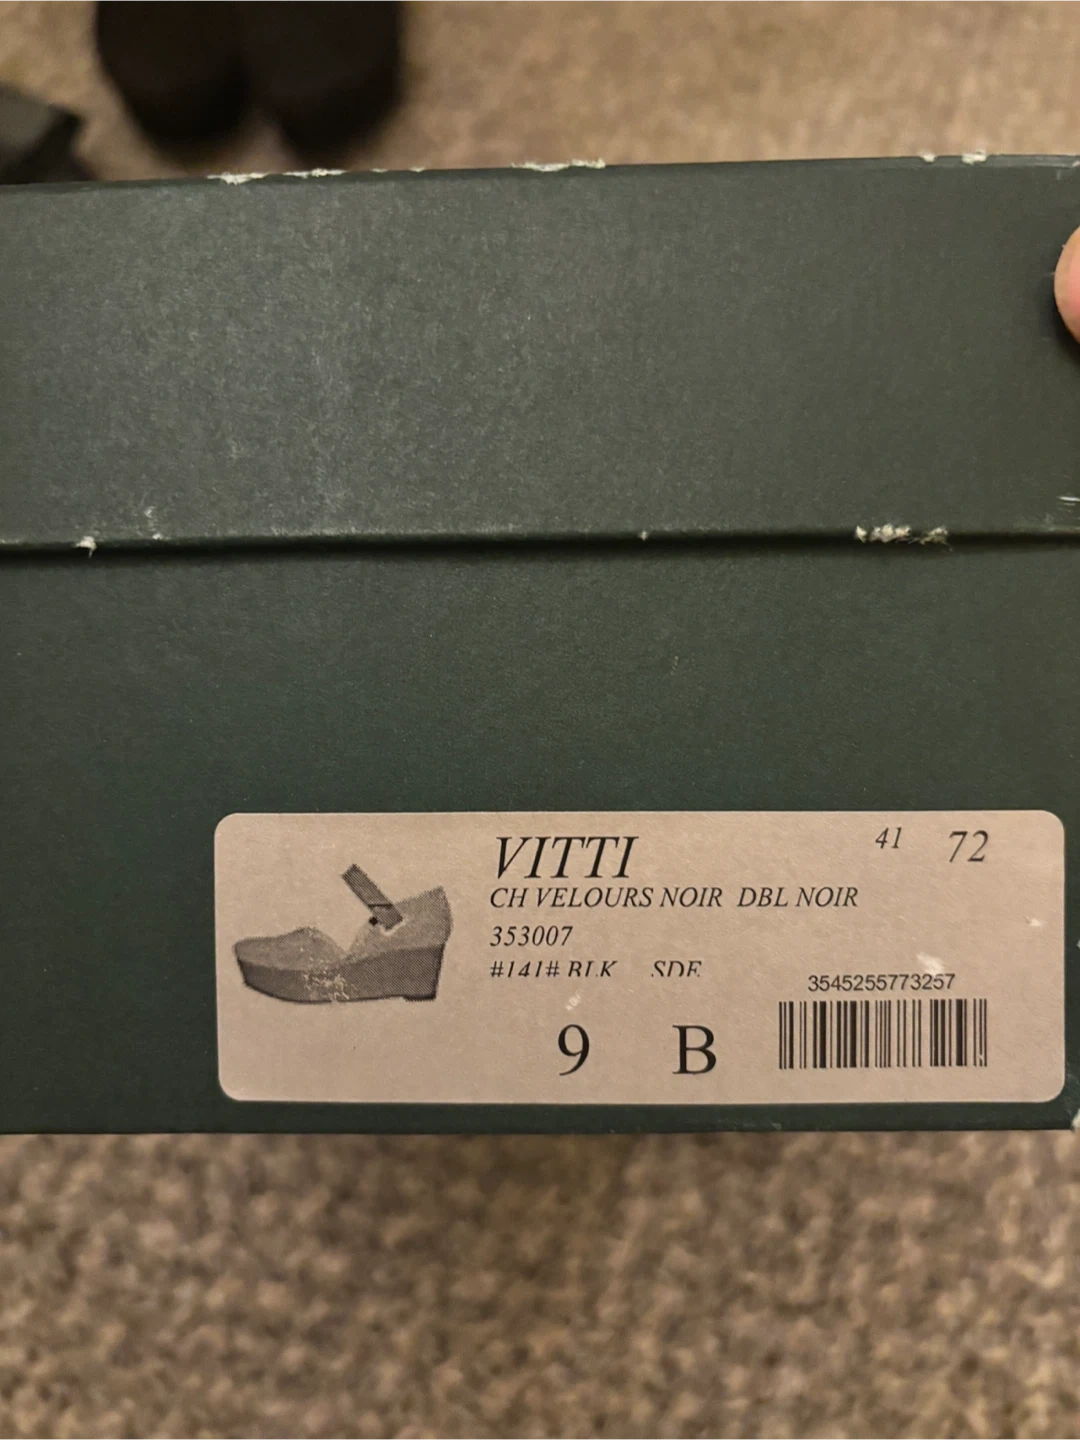 VITTI 41 72
CH VELOURS NOIR DBL NOIR
353007
#141# BLK SDE
3545255773257
9 B